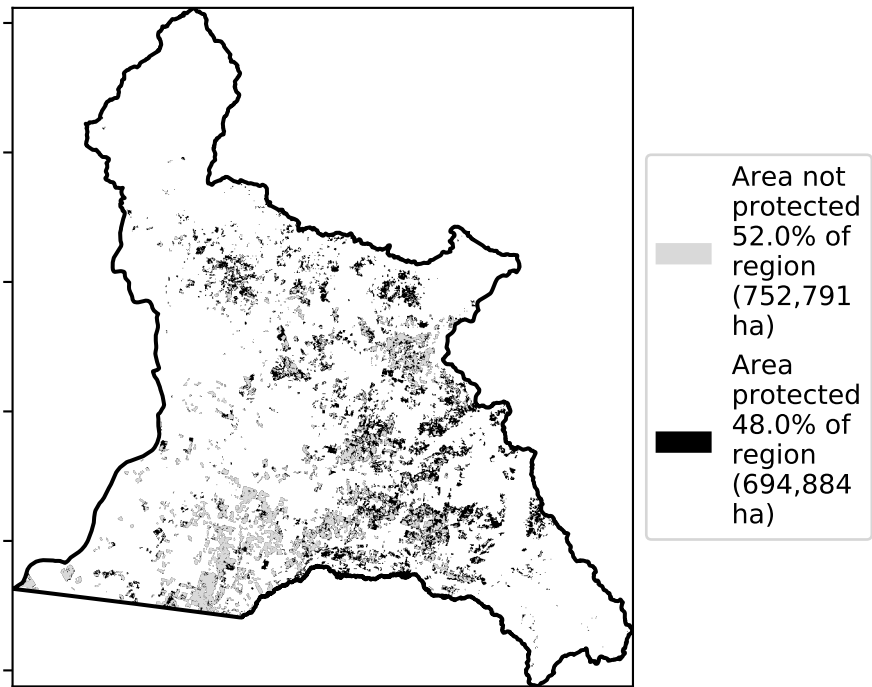 Area not
protected
52.0% of
region
(752,791
ha)
Area
protected
48.0% of
region
(694,884
ha)